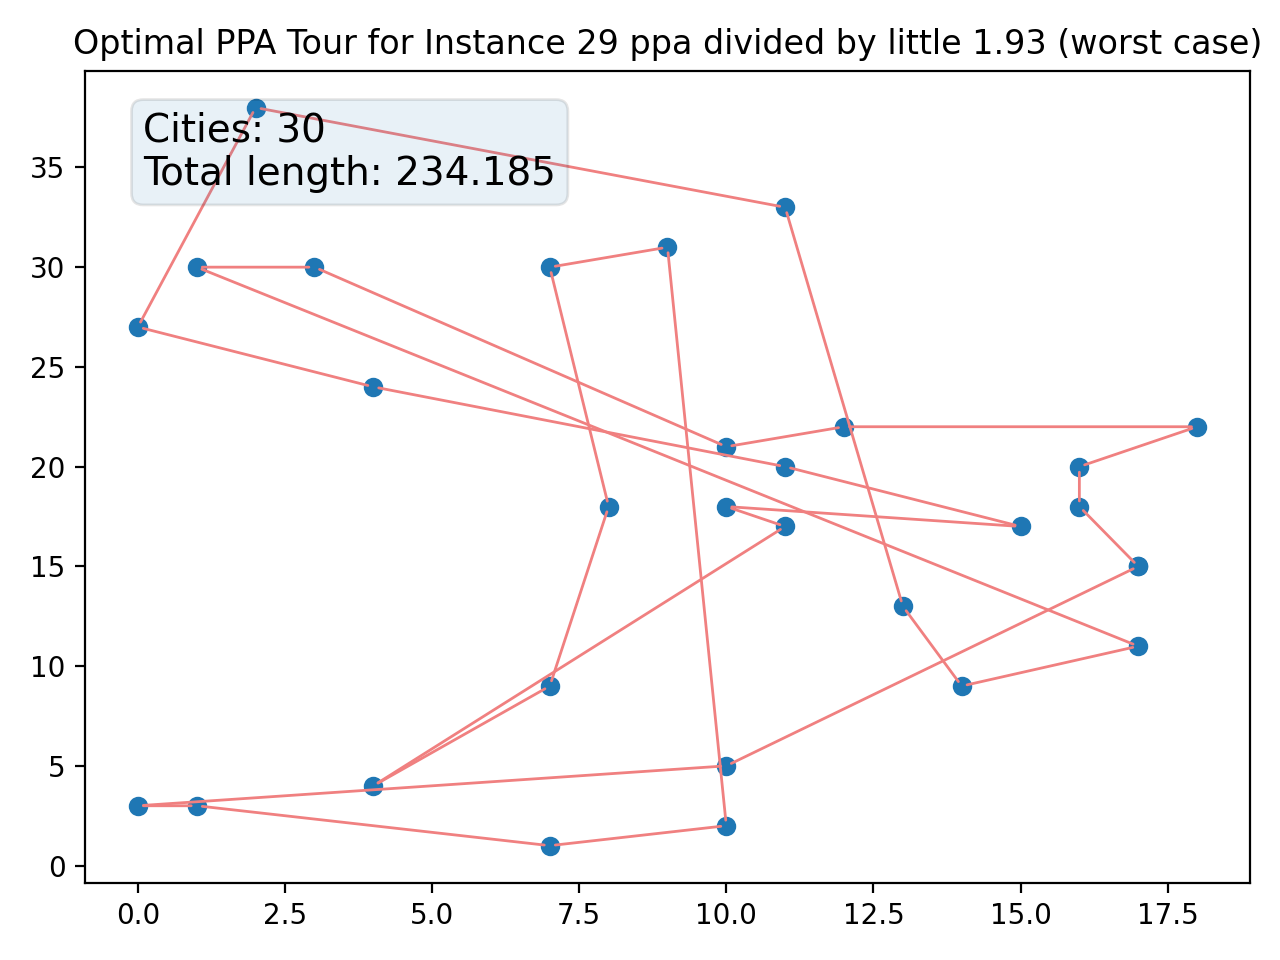 Optimal PPA Tour for Instance 29 ppa divided by little 1.93 (worst case)
Cities: 30
Total length: 234.185
35
30
25
20
15
10
5
0
0.0 2.5 5.0 7.5 10.0 12.5 15.0 17.5